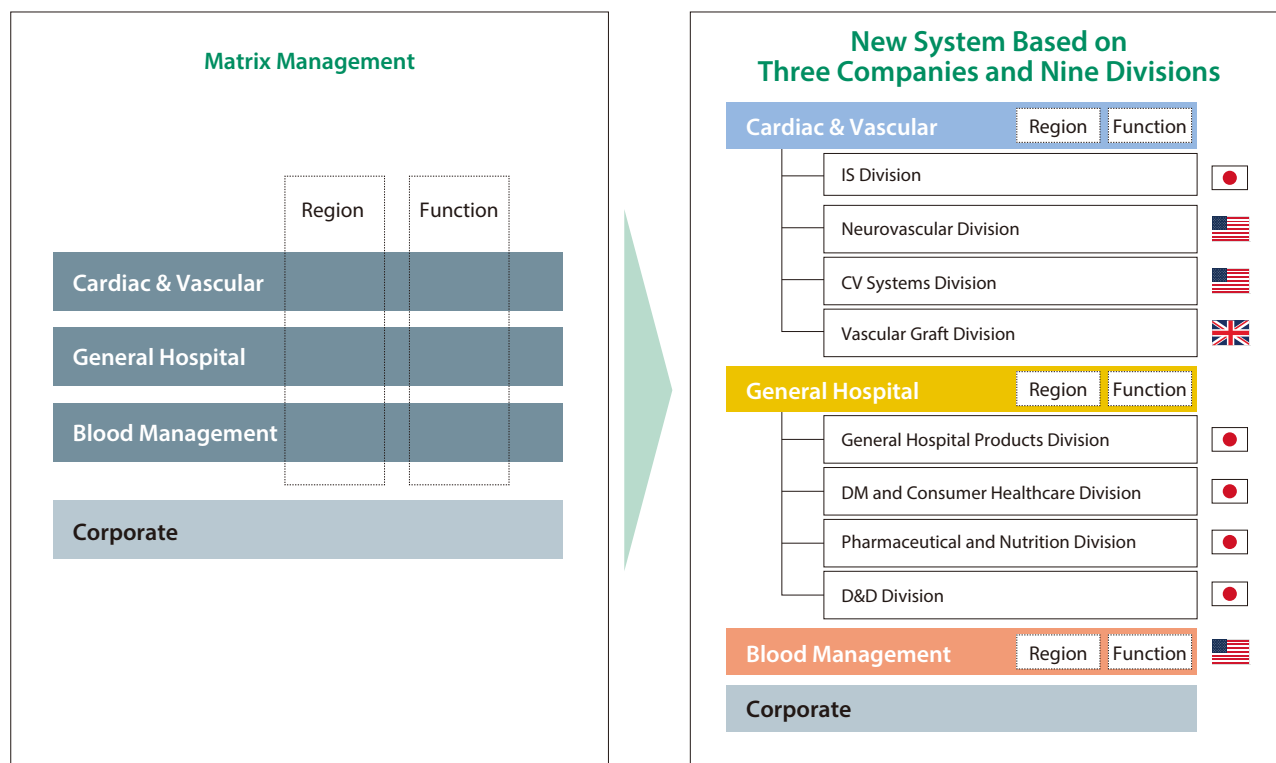 Matrix Management
Region
Function
Cardiac & Vascular
General Hospital
Blood Management
Corporate
New System Based on
Three Companies and Nine Divisions
Cardiac & Vascular
Region
Function
IS Division
Neurovascular Division
CV Systems Division
Vascular Graft Division
General Hospital
Region
Function
General Hospital Products Division
DM and Consumer Healthcare Division
Pharmaceutical and Nutrition Division
D&D Division
Blood Management
Region
Function
Corporate